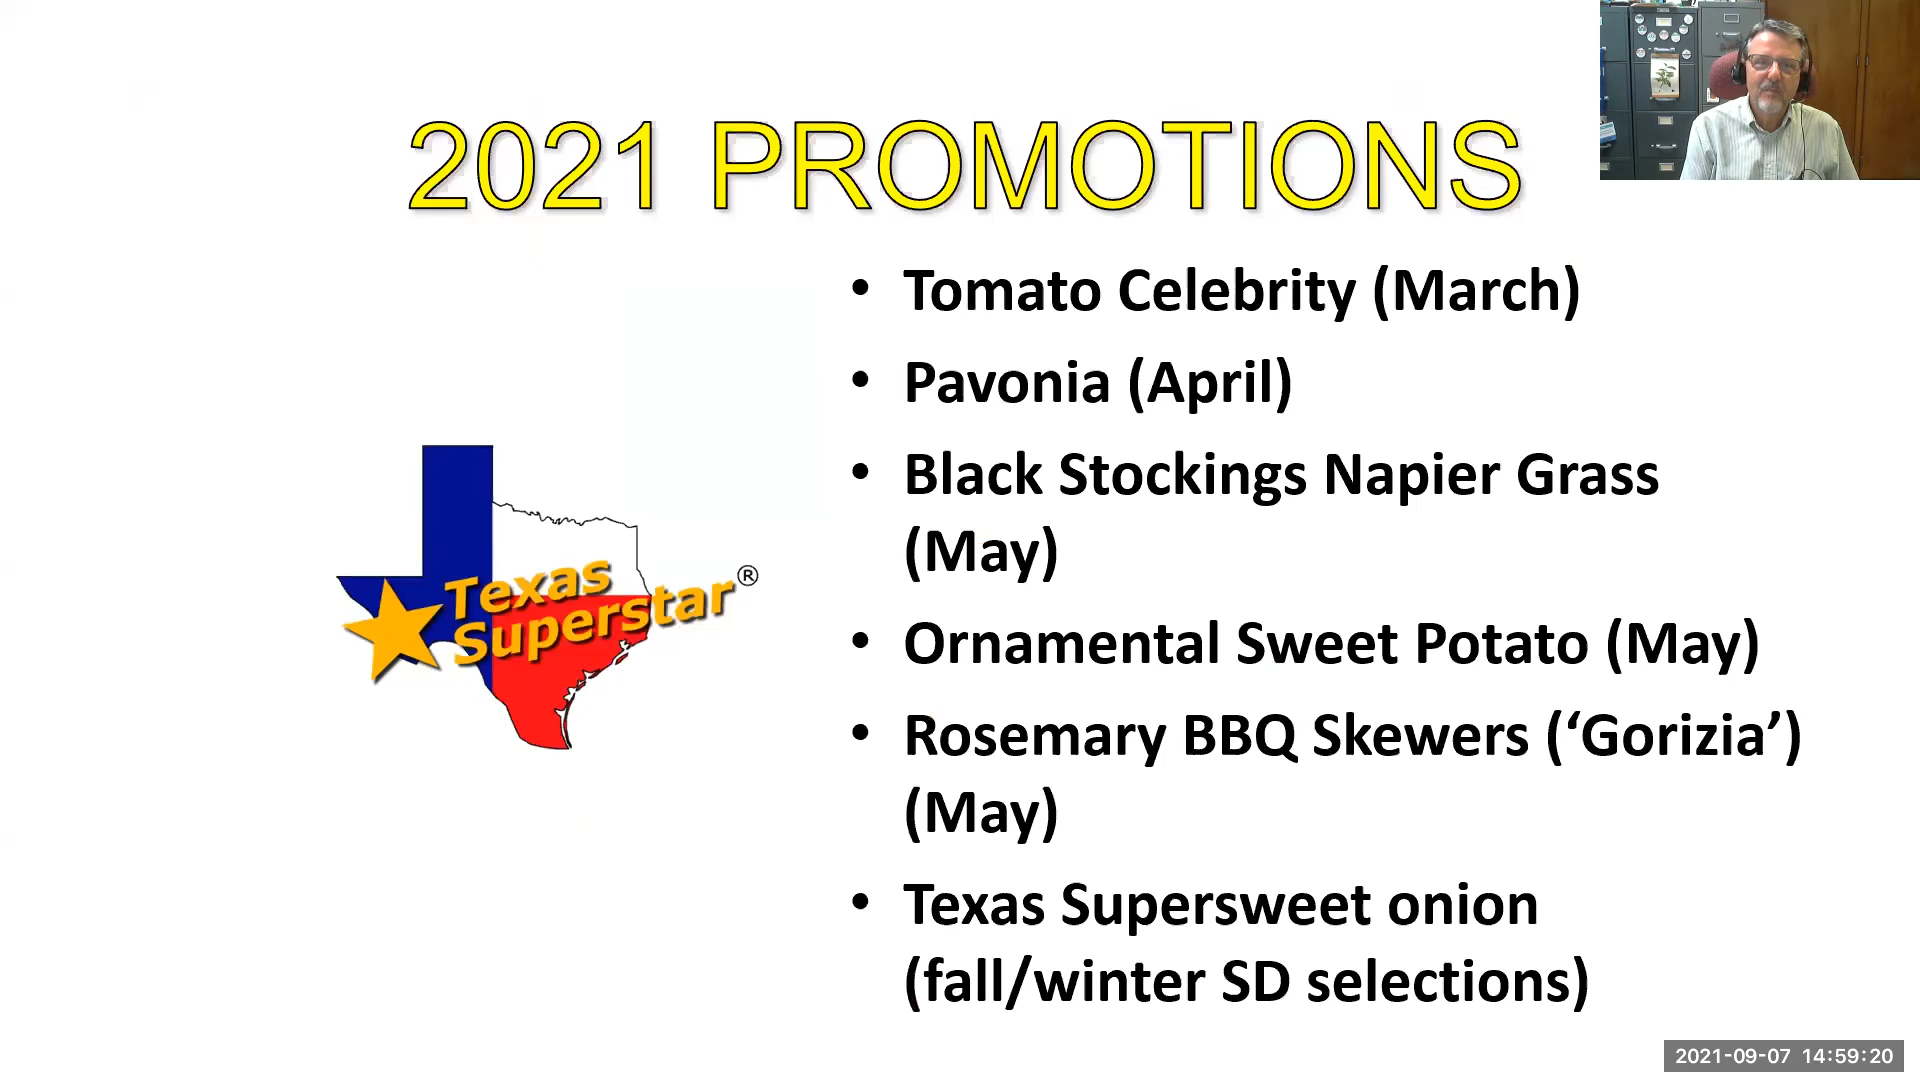 2021 PROMOTIONS
• Tomato Celebrity (March)
• Pavonia (April)
• Black Stockings Napier Grass
(May)
• Ornamental Sweet Potato (May)
• Rosemary BBQ Skewers (‘Gorizia’)
(May)
• Texas Supersweet onion
(fall/winter SD selections)
Texas
Superstar®
2021-09-07 14:59:20